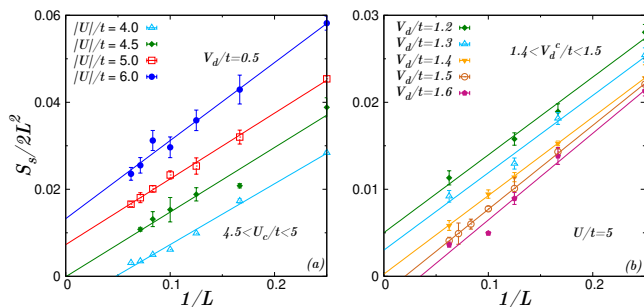 |U|/t = 4.0
|U|/t = 4.5
|U|/t = 5.0
|U|/t = 6.0
V_d/t=0.5
4.5<U_c/t<5
(a)
S_s/2L^2
0.06
0.04
0.02
0
0
0.1
0.2
1/L
V_d/t=1.2
V_d/t=1.3
V_d/t=1.4
V_d/t=1.5
V_d/t=1.6
1.4<V_d^c/t<1.5
U/t=5
(b)
0.03
0.02
0.01
0
0
0.1
0.2
1/L